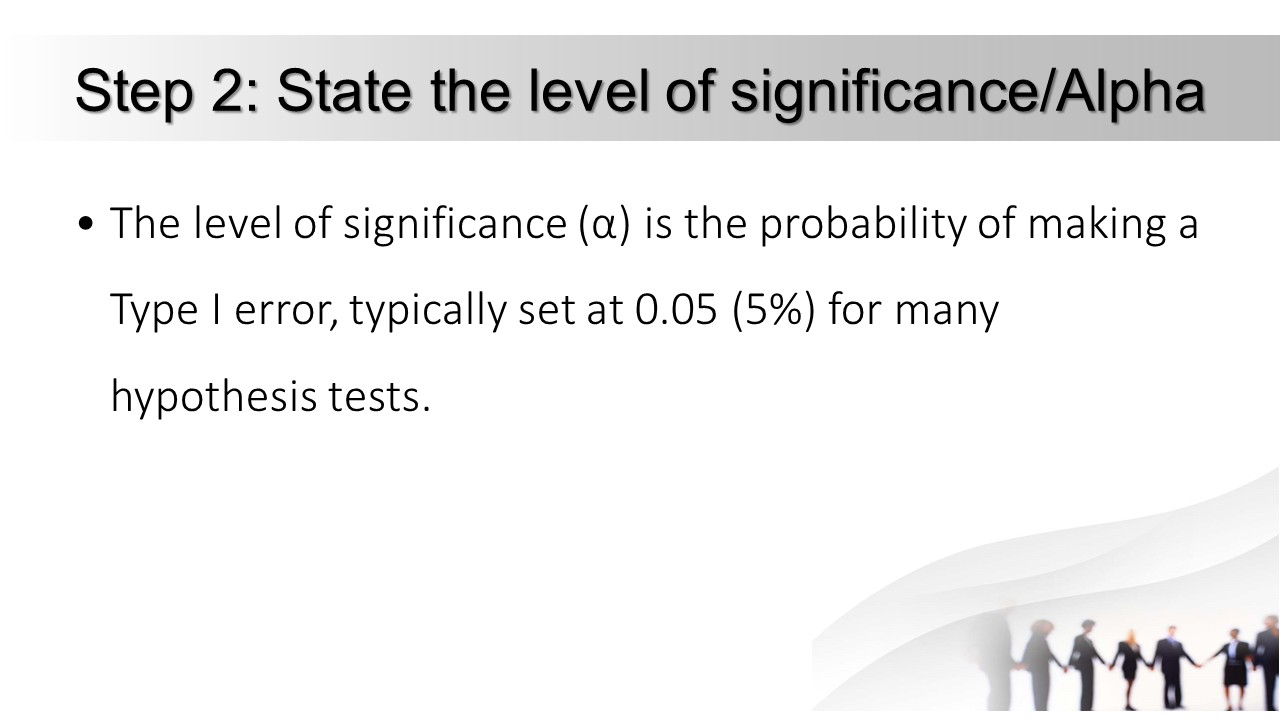 Step 2: State the level of significance/Alpha
• The level of significance (α) is the probability of making a
Type I error, typically set at 0.05 (5%) for many
hypothesis tests.